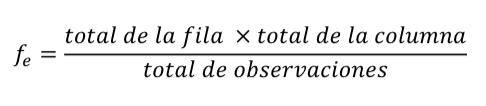 fₑ = total de la fila × total de la columna
total de observaciones